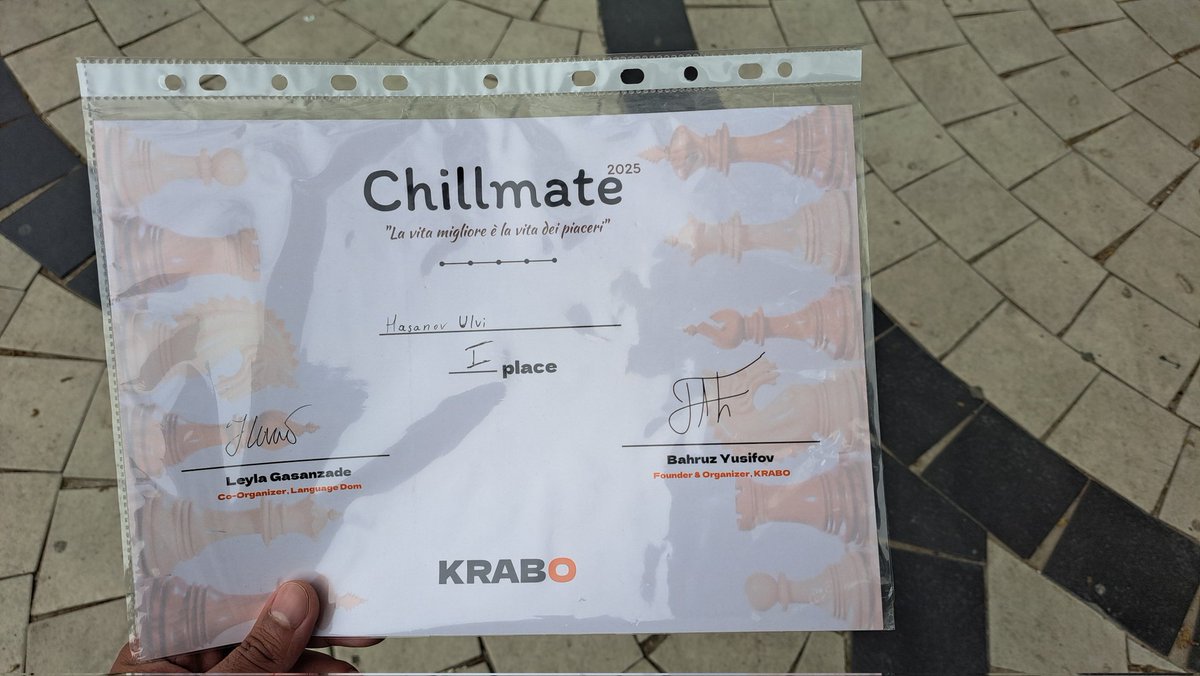 Chillmate 2025
"La vita migliore è la vita dei piaceri"
Hasanov Ulvi
I place
Leyla Gasanzade
Co-Organizer, Language Dom
Bahruz Yusifov
Founder & Organizer, KRABO
KRABO